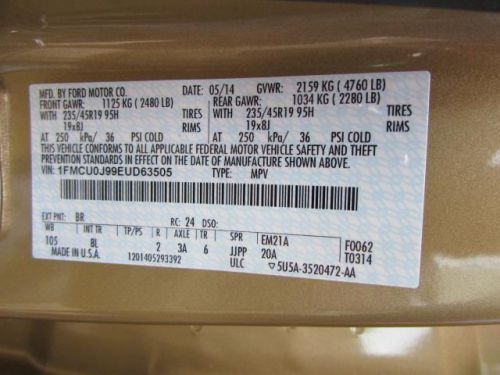 MFD. BY FORD MOTOR CO.
DATE: 05/14 GVWR: 2159 KG ( 4760 LB)
FRONT GAWR: 1125 KG ( 2480 LB) REAR GAWR: 1034 KG ( 2280 LB)
WITH 235/45R19 95H TIRES WITH 235/45R19 95H TIRES
19x8J RIMS 19x8J RIMS
AT 250 kPa/ 36 PSI COLD AT 250 kPa/ 36 PSI COLD
THIS VEHICLE CONFORMS TO ALL APPLICABLE FEDERAL MOTOR VEHICLE SAFETY AND BUMPER
STANDARDS AND THEFT PREVENTION STANDARDS IN EFFECT ON THE DATE OF MANUFACTURE SHOWN ABOVE.
VIN: 1FMCU0J99EUD63505 TYPE: MPV
EXT PNT: BR RC: 24 DSO:
WB INT TR TP/PS R AXLE TR SPR EM21A F0062
105 8L 2 3A 6 JJPP 20A T0314
MADE IN U.S.A. 1201405293392 ULC ▽5U5A-3520472-AA